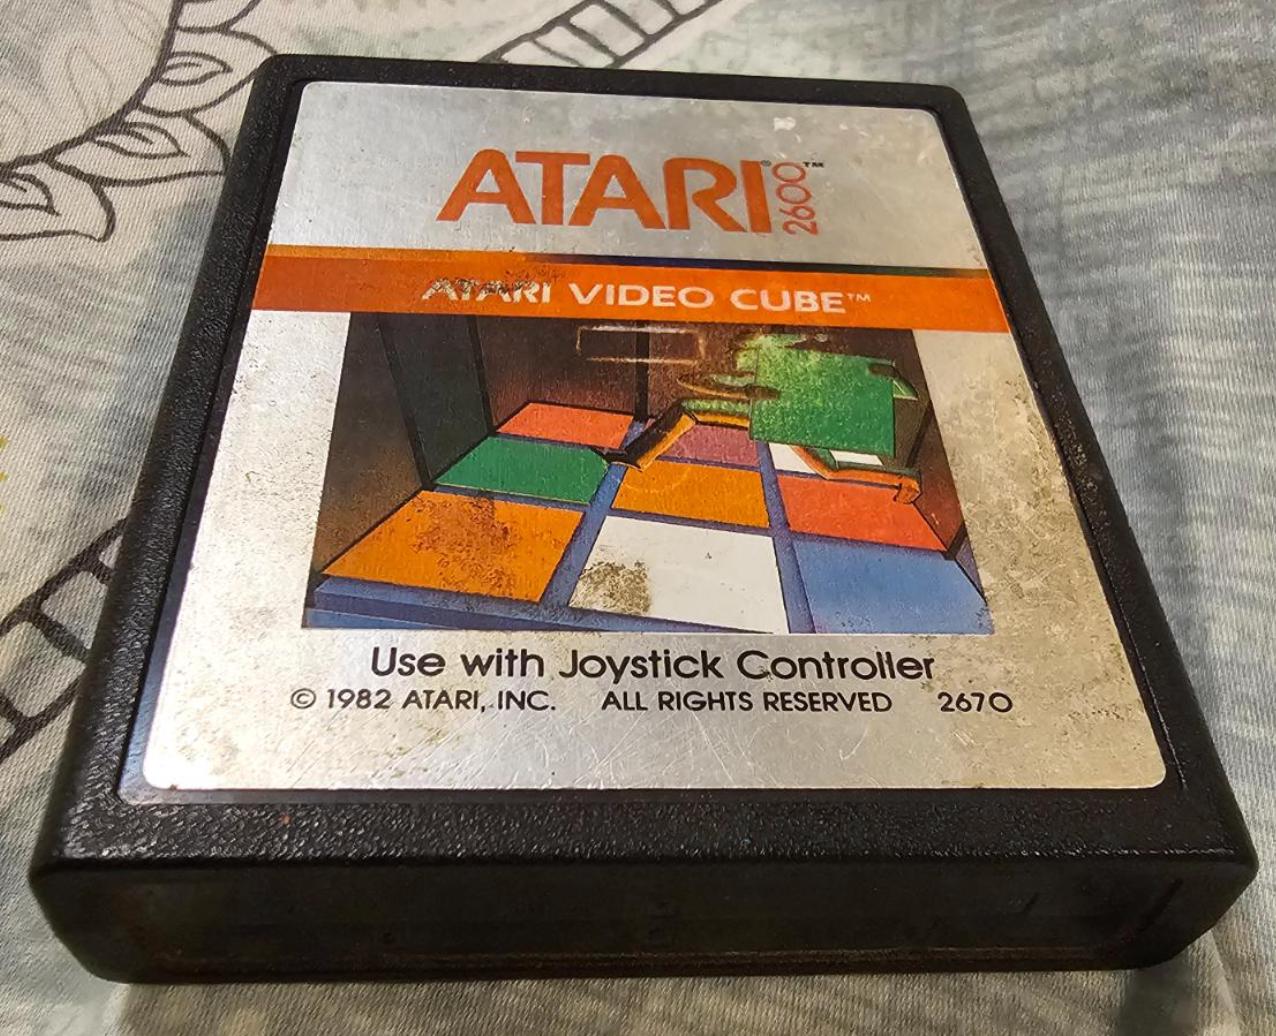 ATARI® 2600™
ATARI VIDEO CUBE™
Use with Joystick Controller
© 1982 ATARI, INC. ALL RIGHTS RESERVED 2670